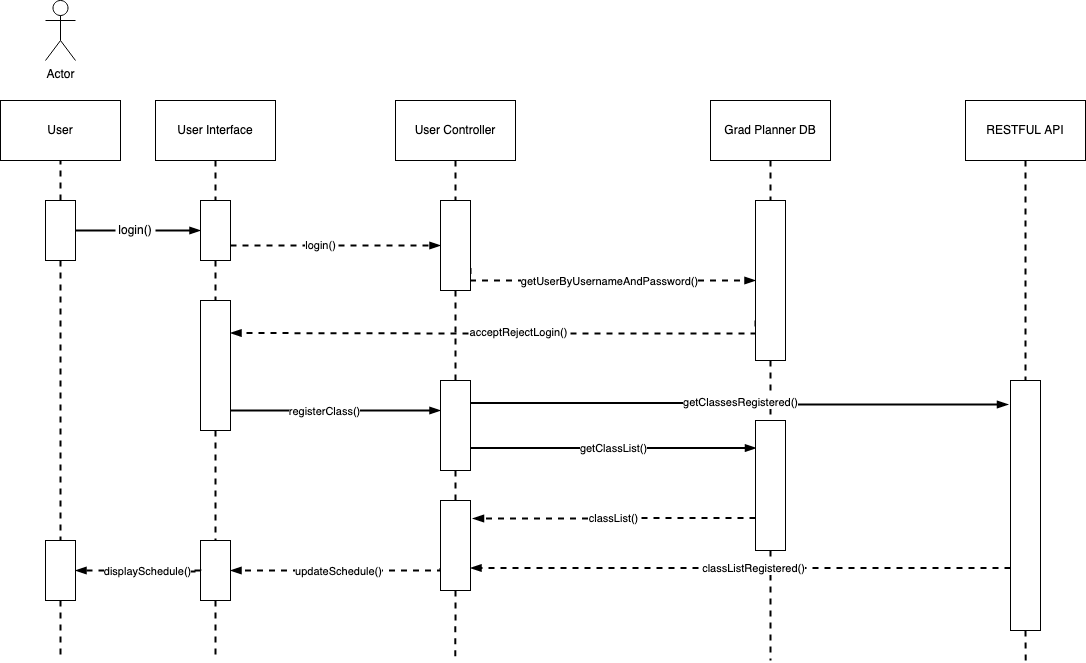 Actor
User
User Interface
User Controller
Grad Planner DB
RESTFUL API
login()
login()
getUserByUsernameAndPassword()
acceptRejectLogin()
registerClass()
getClassesRegistered()
getClassList()
classList()
displaySchedule()
updateSchedule()
classListRegistered()